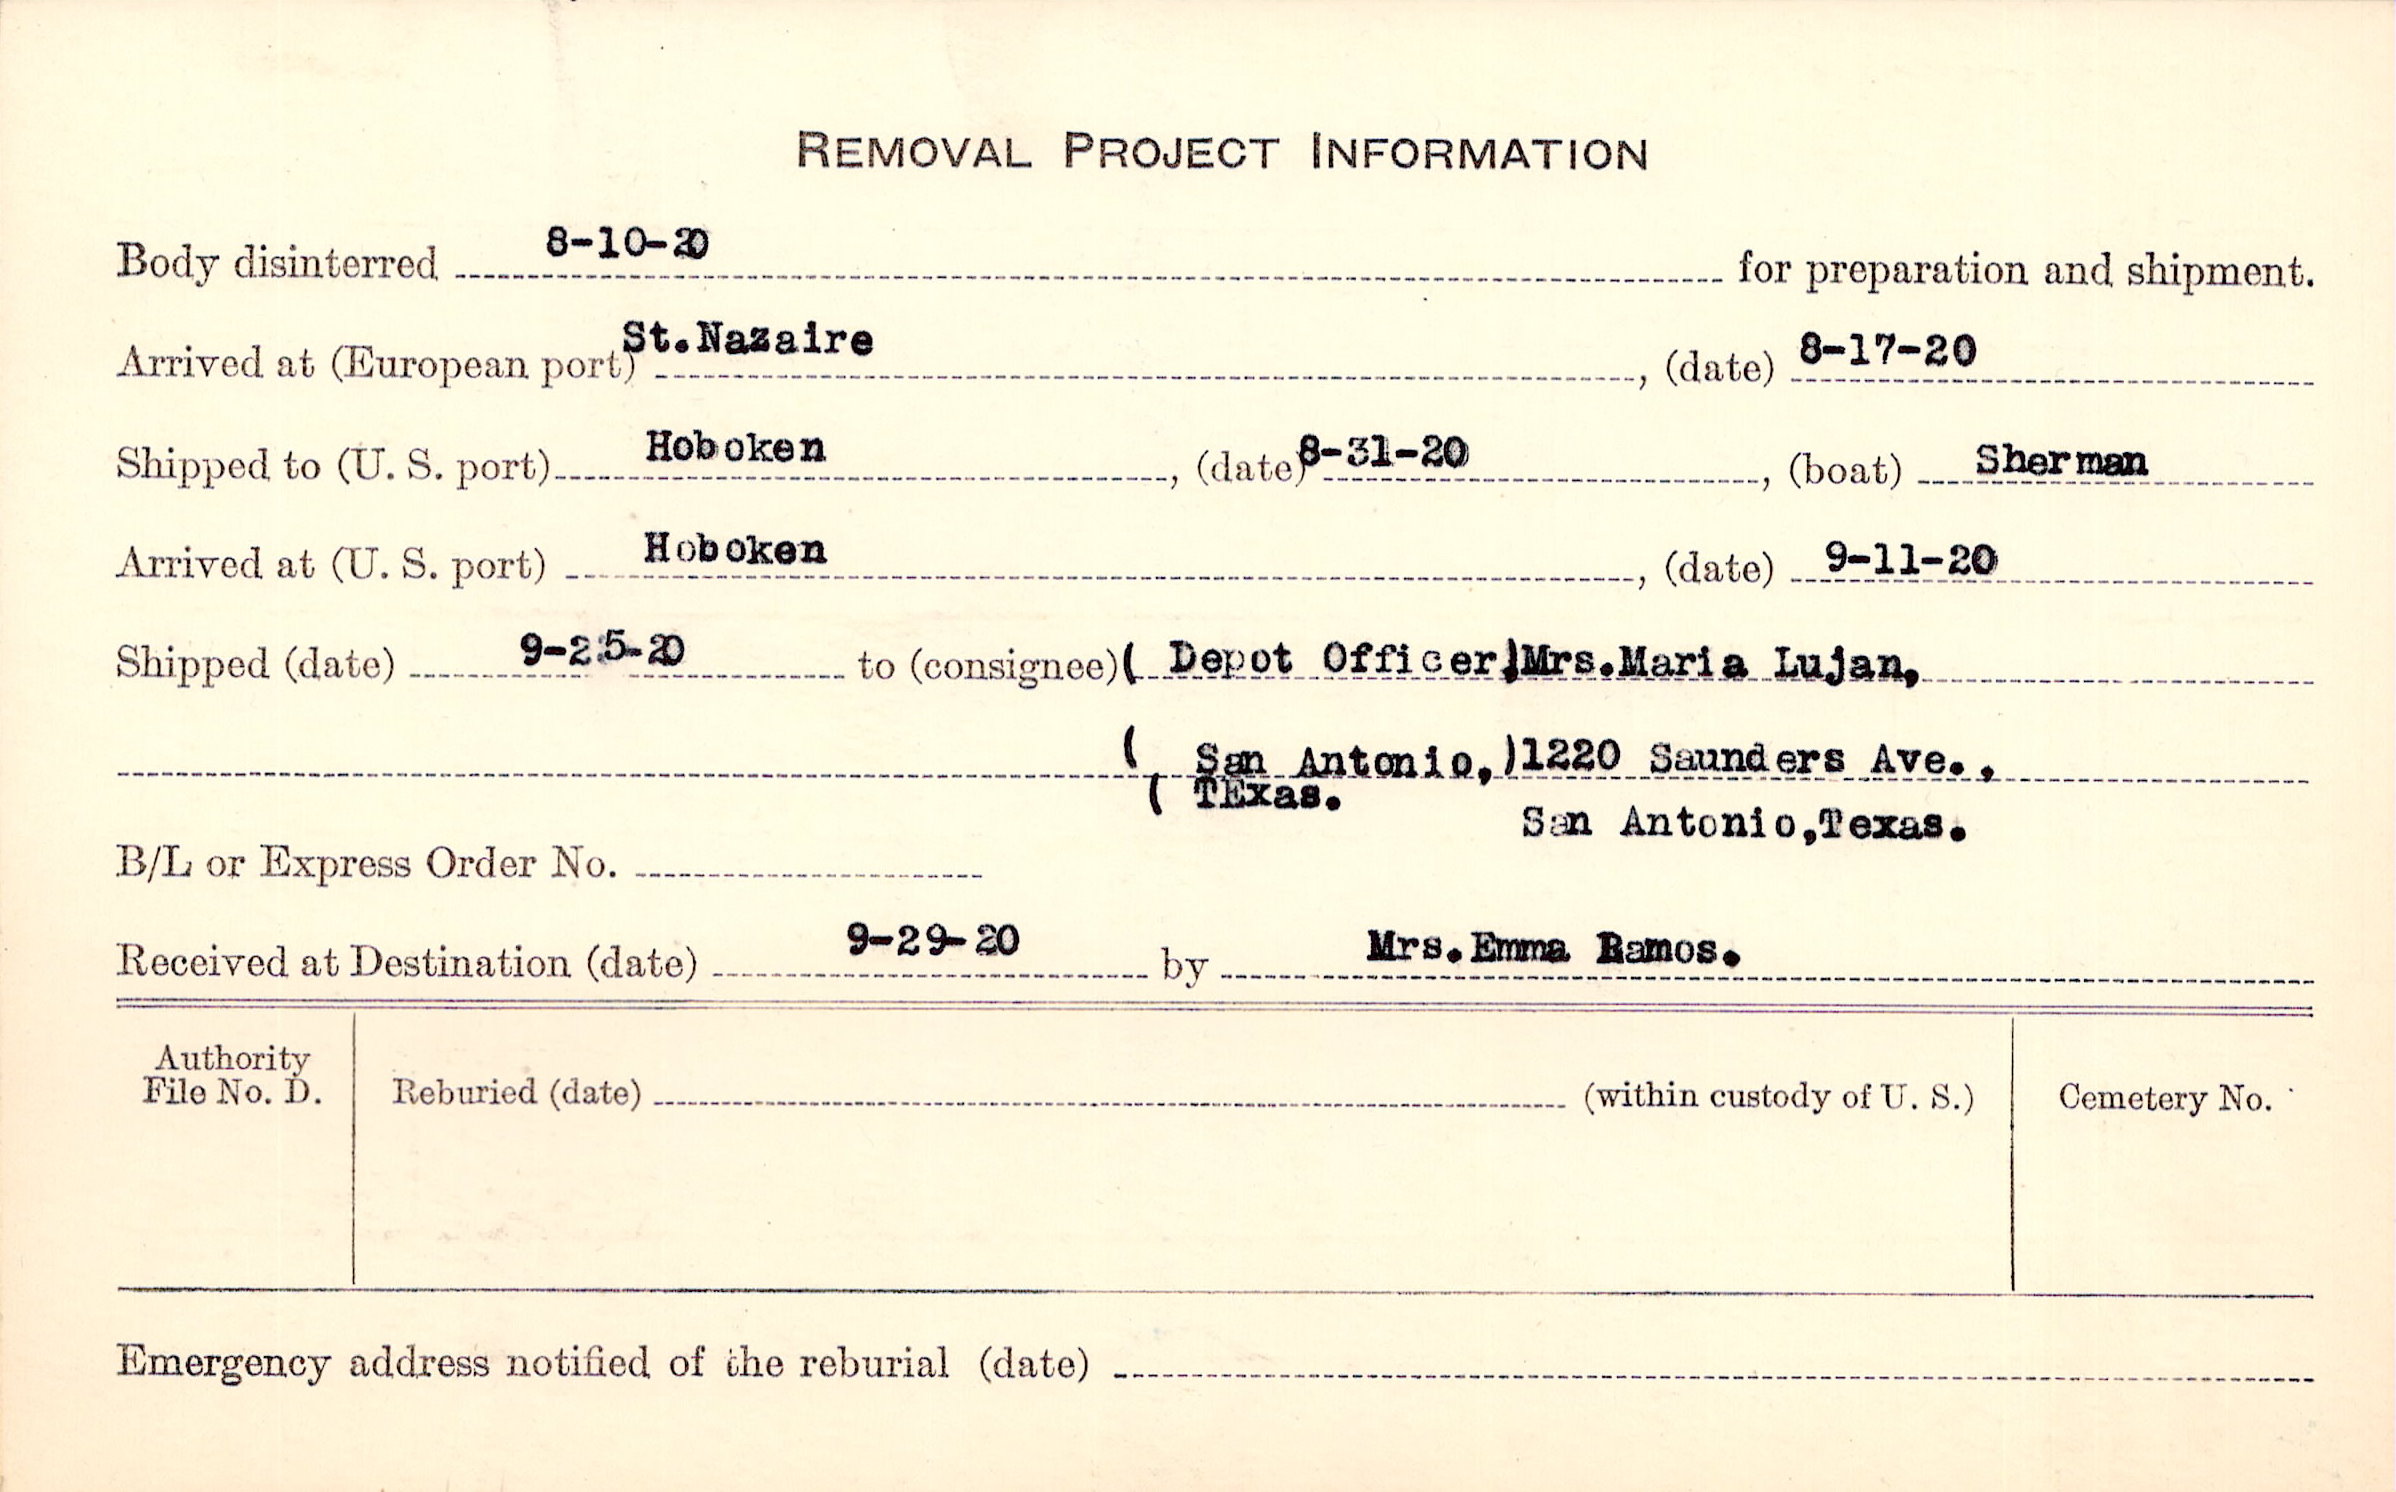 REMOVAL PROJECT INFORMATION
Body disinterred 8-10-20 for preparation and shipment.
Arrived at (European port) St.Nazaire, (date) 8-17-20
Shipped to (U. S. port) Hoboken, (date) 8-31-20, (boat) Sherman
Arrived at (U. S. port) Hoboken, (date) 9-11-20
Shipped (date) 9-25-20 to (consignee) ( Depot Officer,)Mrs.Maria Lujan,
( San Antonio, )1220 Saunders Ave.,
( TExas.
San Antonio,Texas.
B/L or Express Order No.
Received at Destination (date) 9-29-20 by Mrs.Emma Ramos.
Authority
File No. D.
Reburied (date) (within custody of U. S.)
Cemetery No.
Emergency address notified of the reburial (date)